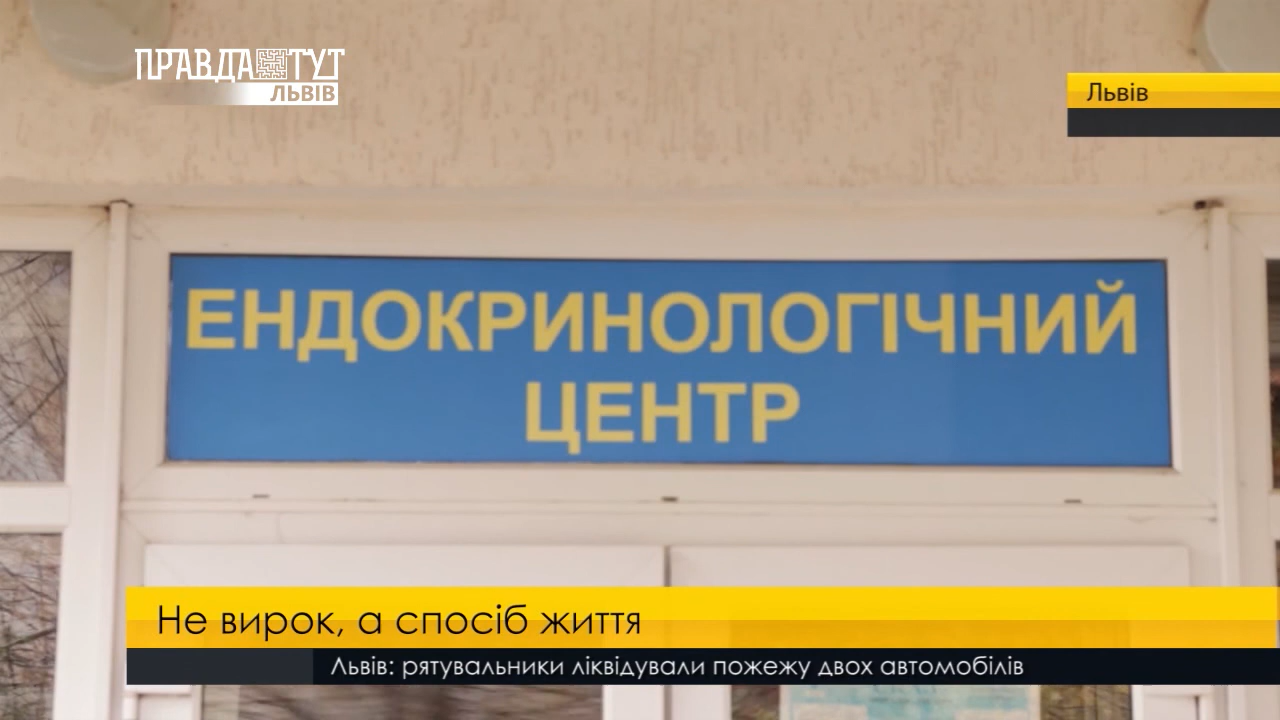 ПРАВДА ТУТ
ЛЬВІВ
Львів
ЕНДОКРИНОЛОГІЧНИЙ
ЦЕНТР
Не вирок, а спосіб життя
Львів: рятувальники ліквідували пожежу двох автомобілів